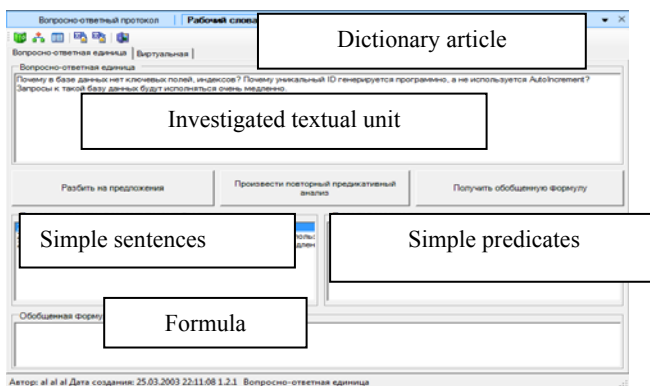 Вопросно-ответный протокол | Рабочий слова
Dictionary article
Вопросно-ответная единица | Виртуальная |
Вопросно-ответная единица
Почему в базе данных нет ключевых полей, индексов? Почему уникальный ID генерируется программно, а не используется AutoIncrement?
Запросы к такой базе данных будут исполняться очень медленно.
Investigated textual unit
Разбить на предложения
Произвести повторный предикативный
анализ
Получить обобщенную формулу
Simple sentences
Simple predicates
Обобщенная форму
Formula
Автор: al al al Дата создания: 25.03.2003 22:11:08 1.2.1 Вопросно-ответная единица